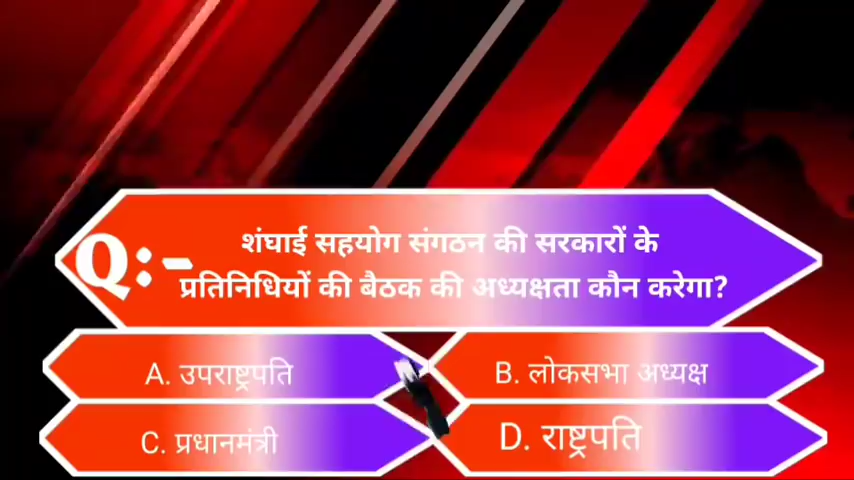 Q:- शंघाई सहयोग संगठन की सरकारों के
प्रतिनिधियों की बैठक की अध्यक्षता कौन करेगा?
A. उपराष्ट्रपति
B. लोकसभा अध्यक्ष
C. प्रधानमंत्री
D. राष्ट्रपति